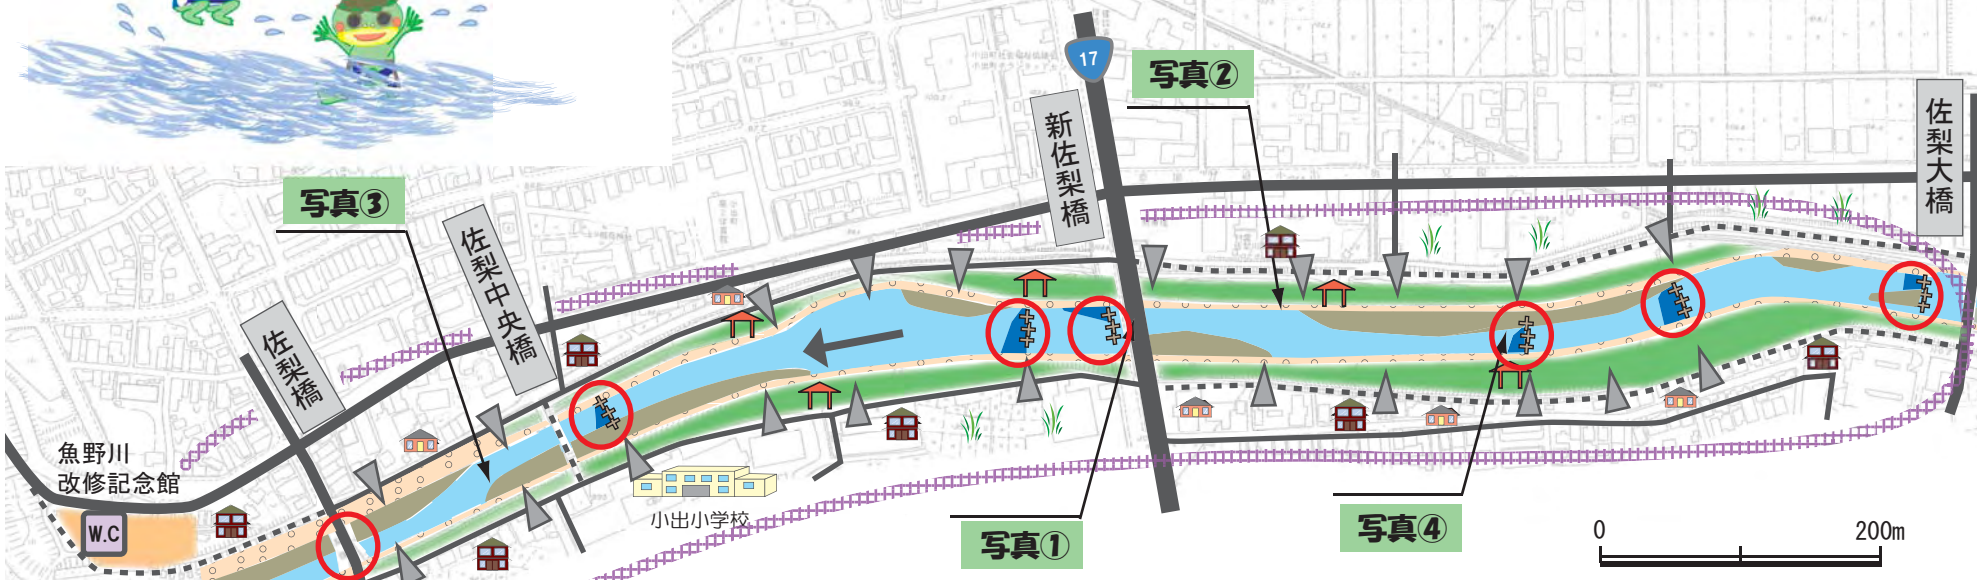 17
写真②
新佐梨橋
佐梨大橋
写真③
佐梨中央橋
佐梨橋
魚野川
改修記念館
W.C
小出小学校
写真①
写真④
0 200m